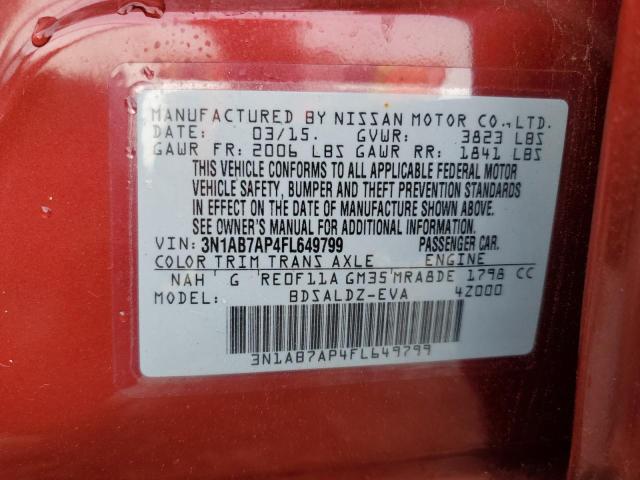 MANUFACTURED BY NISSAN MOTOR CO., LTD.
DATE: 03/15. GVWR: 3823 LBS
GAWR FR: 2006 LBS GAWR RR: 1841 LBS
THIS VEHICLE CONFORMS TO ALL APPLICABLE FEDERAL MOTOR
VEHICLE SAFETY, BUMPER AND THEFT PREVENTION STANDARDS
IN EFFECT ON THE DATE OF MANUFACTURE SHOWN ABOVE.
SEE OWNER'S MANUAL FOR ADDITIONAL INFORMATION.
VIN: 3N1AB7AP4FL649799 PASSENGER CAR.
COLOR TRIM TRANS AXLE ENGINE
NAH G RE0F11A GM35 MRA8DE 1798 CC
MODEL: BDSALDZ-EVA 4Z000
3N1AB7AP4FL649799